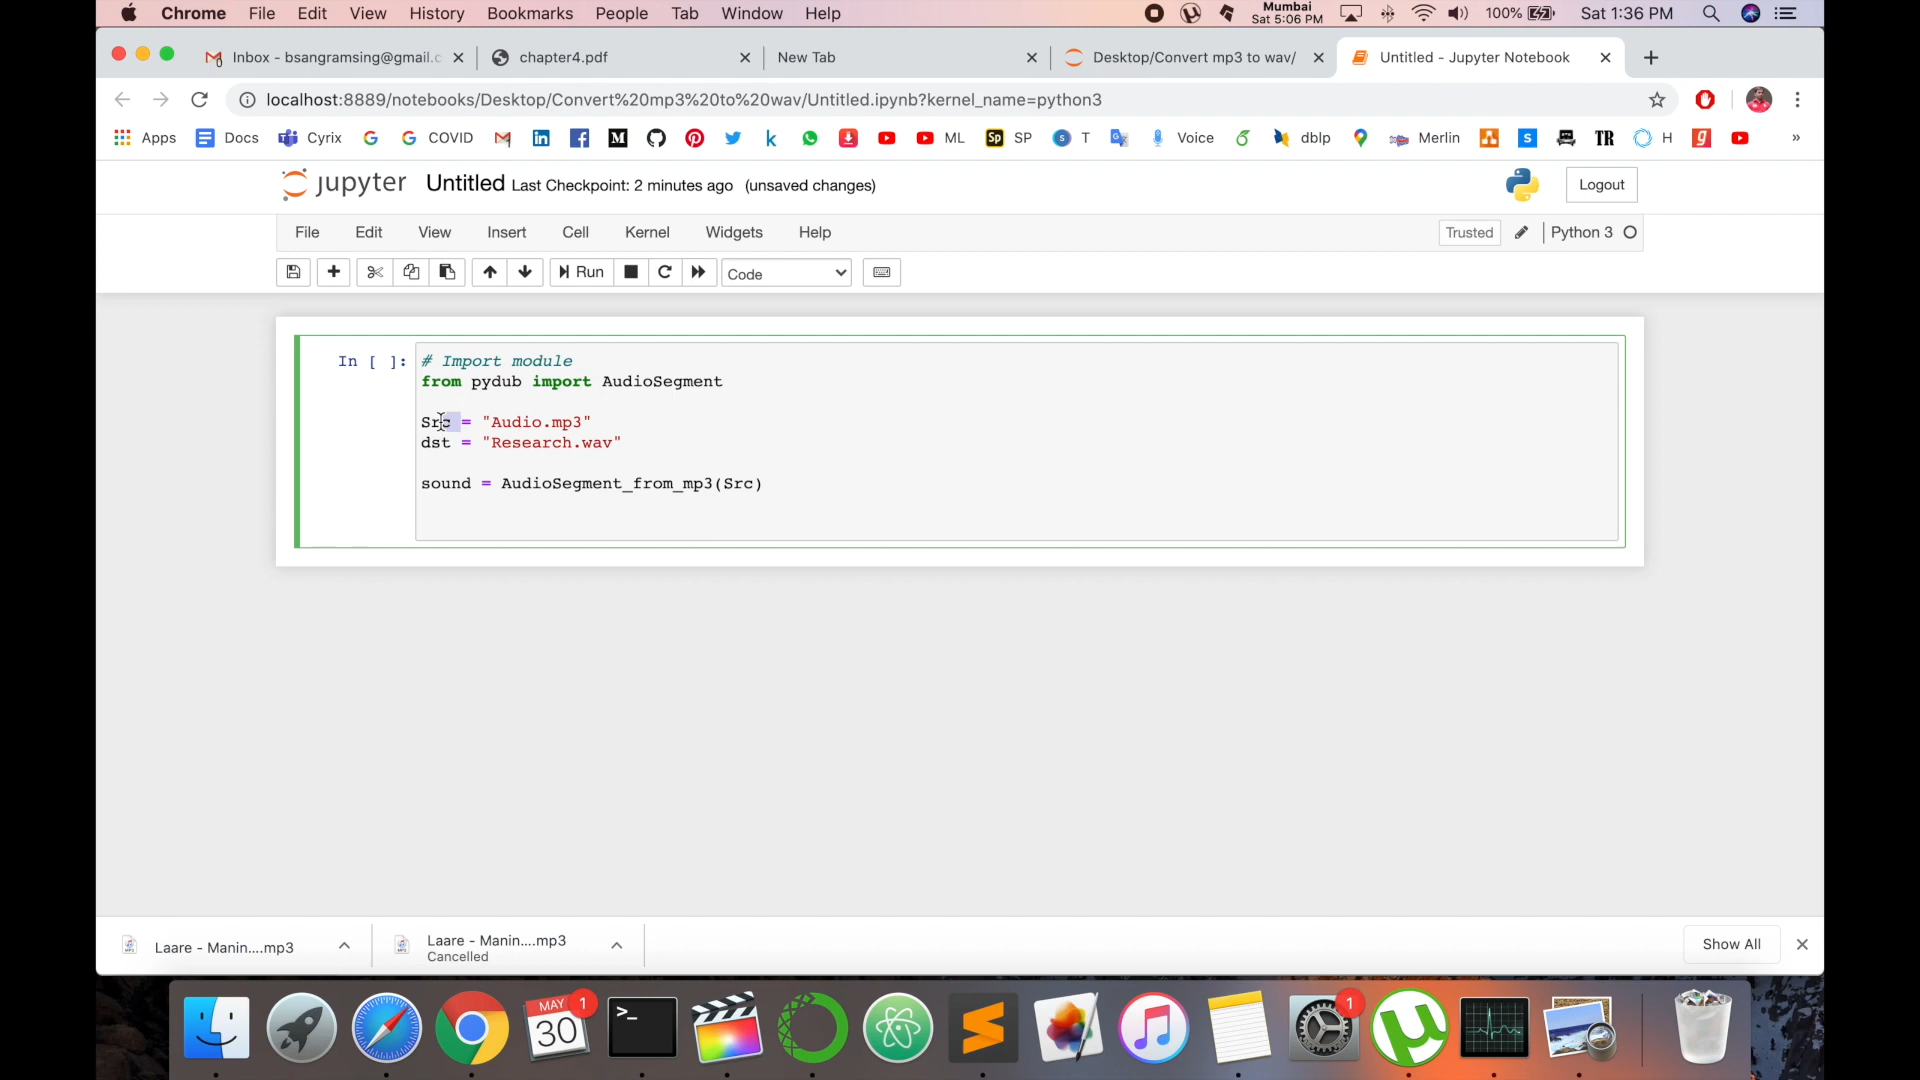 Chrome File Edit View History Bookmarks People Tab Window Help Mumbai Sat 5:06 PM 100% Sat 1:36 PM
Inbox - bsangramsing@gmail.c chapter4.pdf New Tab Desktop/Convert mp3 to wav/ Untitled - Jupyter Notebook
localhost:8889/notebooks/Desktop/Convert%20mp3%20to%20wav/Untitled.ipynb?kernel_name=python3
Apps Docs Cyrix COVID ML SP T Voice dblp Merlin TR H »
jupyter Untitled Last Checkpoint: 2 minutes ago (unsaved changes) Logout
File Edit View Insert Cell Kernel Widgets Help Trusted Python 3
Run Code
In [ ]: # Import module
from pydub import AudioSegment
Src = "Audio.mp3"
dst = "Research.wav"
sound = AudioSegment_from_mp3(Src)
Laare - Manin....mp3
Laare - Manin....mp3
Cancelled
Show All
MAY 30 1
1